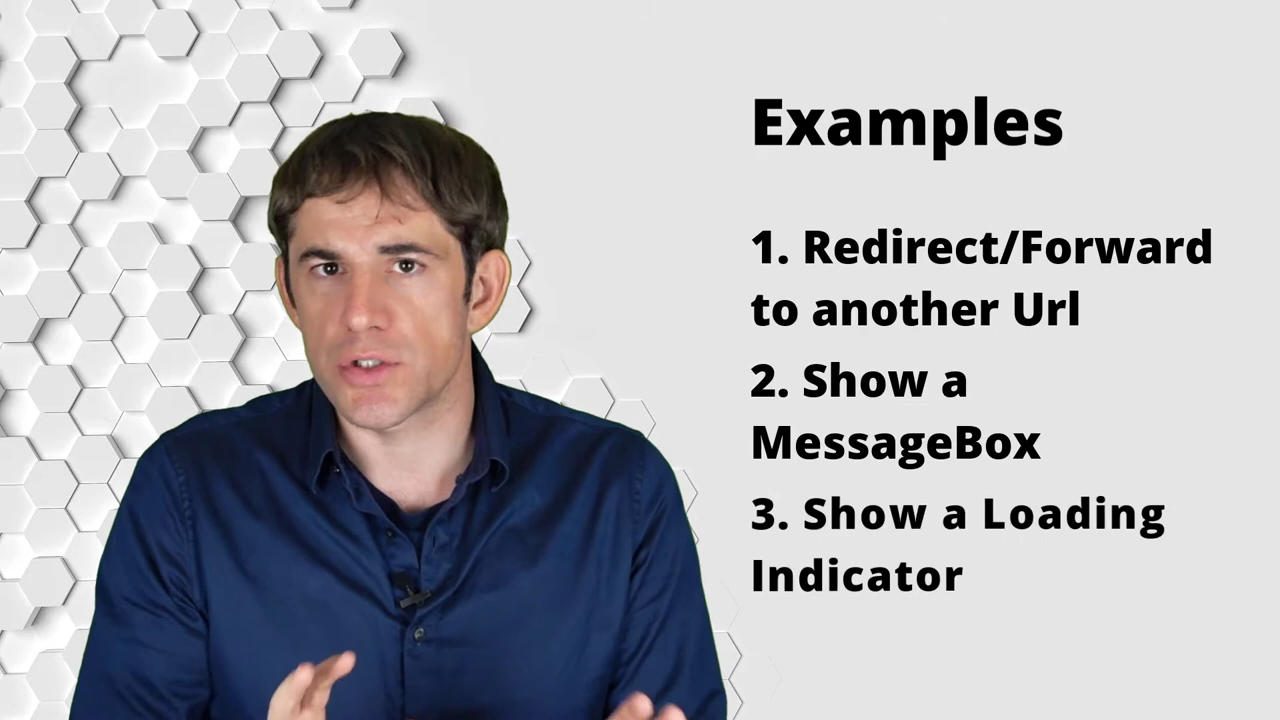 Examples
1. Redirect/Forward
to another Url
2. Show a
MessageBox
3. Show a Loading
Indicator